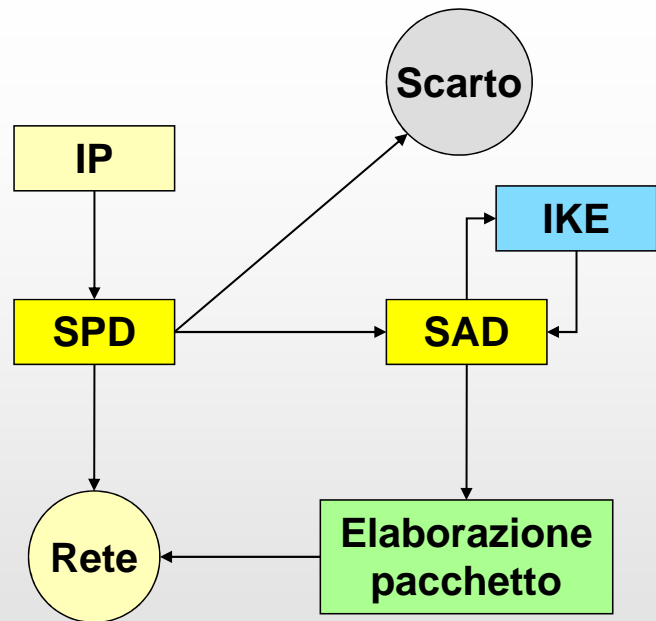 Scarto
IP
IKE
SPD
SAD
Rete
Elaborazione
pacchetto